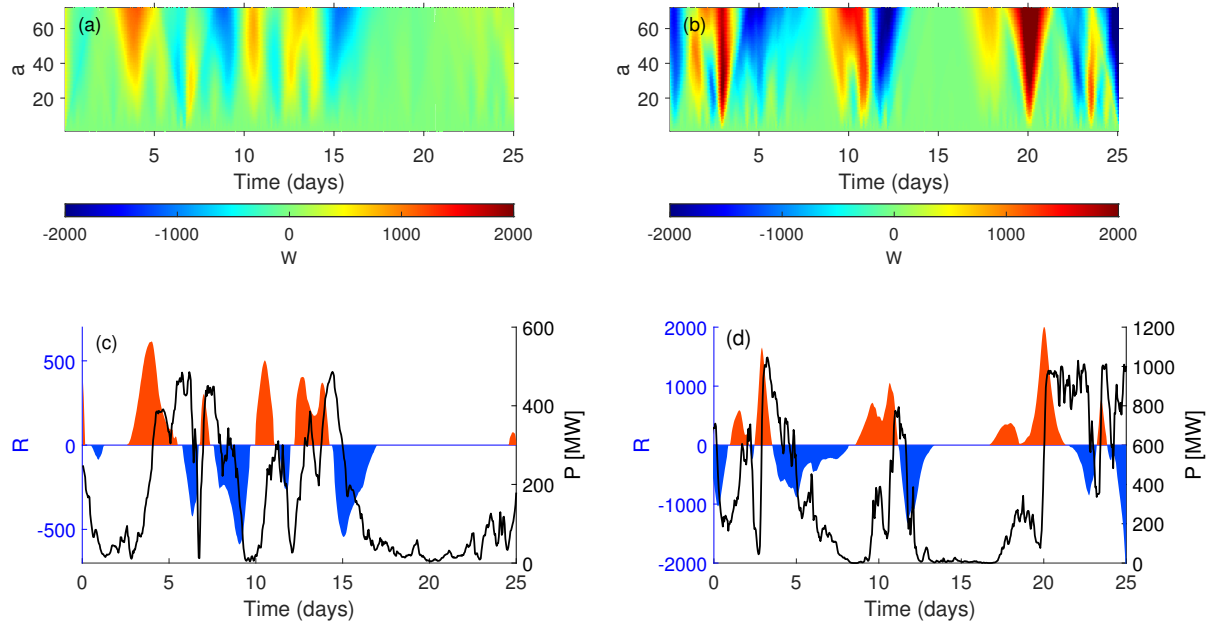 (a)
60
40
20
a
5 10 15 20 25
Time (days)
-2000 -1000 0 1000 2000
W
(b)
60
40
20
a
5 10 15 20 25
Time (days)
-2000 -1000 0 1000 2000
W
(c)
500
0
-500
R
600
400
200
0
P [MW]
0 5 10 15 20 25
Time (days)
(d)
2000
1000
0
-1000
-2000
R
1200
1000
800
600
400
200
0
P [MW]
0 5 10 15 20 25
Time (days)